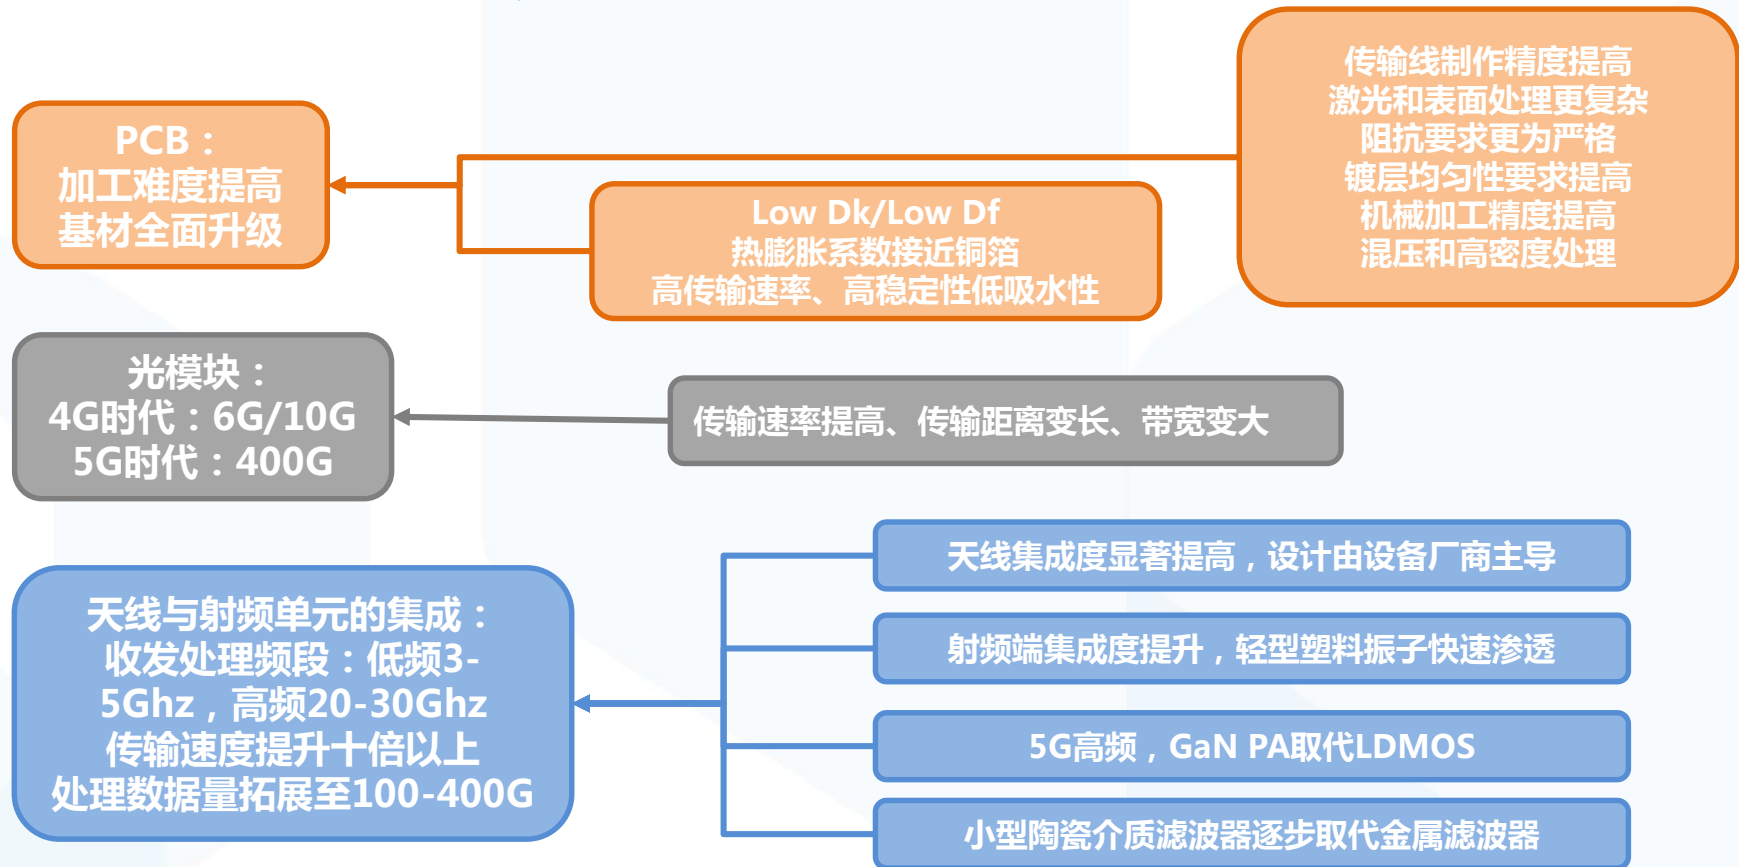 PCB：
加工难度提高
基材全面升级
传输线制作精度提高
激光和表面处理更复杂
阻抗要求更为严格
镀层均匀性要求提高
机械加工精度提高
混压和高密度处理
Low Dk/Low Df
热膨胀系数接近铜箔
高传输速率、高稳定性低吸水性
光模块：
4G时代：6G/10G
5G时代：400G
传输速率提高、传输距离变长、带宽变大
天线与射频单元的集成：
收发处理频段：低频3-
5Ghz，高频20-30Ghz
传输速度提升十倍以上
处理数据量拓展至100-400G
天线集成度显著提高，设计由设备厂商主导
射频端集成度提升，轻型塑料振子快速渗透
5G高频，GaN PA取代LDMOS
小型陶瓷介质滤波器逐步取代金属滤波器